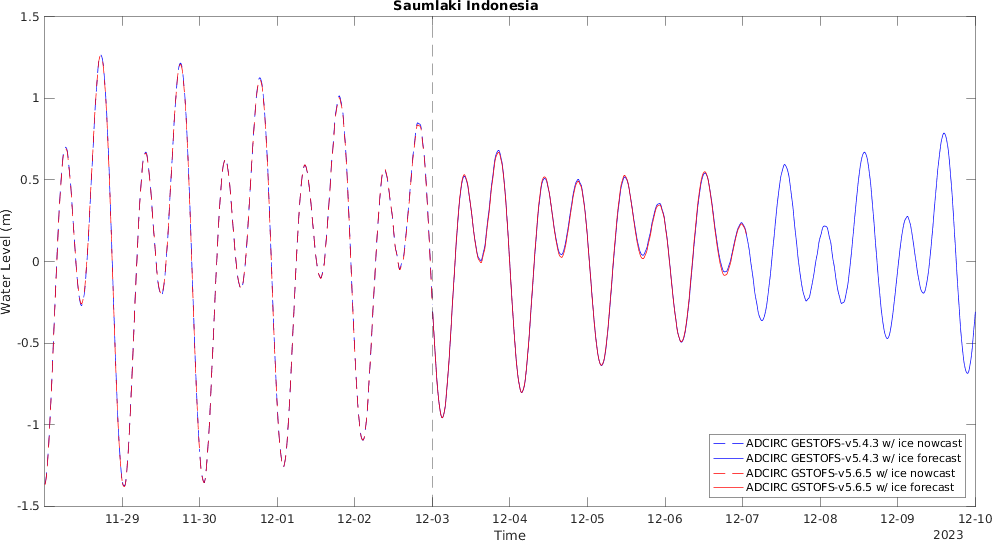 Saumlaki Indonesia
1.5
1
0.5
0
-0.5
-1
-1.5
Water Level (m)
11-29 11-30 12-01 12-02 12-03 12-04 12-05 12-06 12-07 12-08 12-09 12-10
Time
2023
ADCIRC GESTOFS-v5.4.3 w/ ice nowcast
ADCIRC GESTOFS-v5.4.3 w/ ice forecast
ADCIRC GSTOFS-v5.6.5 w/ ice nowcast
ADCIRC GSTOFS-v5.6.5 w/ ice forecast